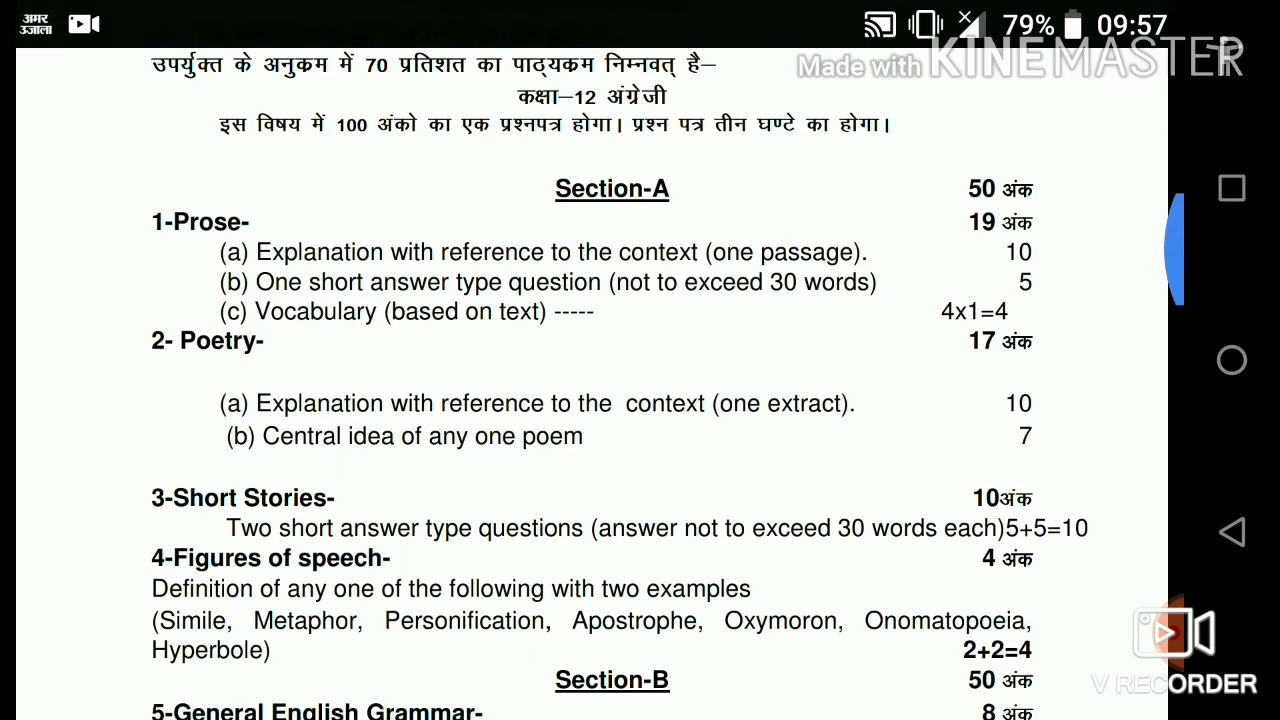 अमर
उजाला
79% 09:57
Made with KINEMASTER
उपर्युक्त के अनुक्रम में 70 प्रतिशत का पाठ्यक्रम निम्नवत् है–
कक्षा–12 अंग्रेजी
इस विषय में 100 अंको का एक प्रश्नपत्र होगा। प्रश्न पत्र तीन घण्टे का होगा।
Section-A 50 अंक
1-Prose- 19 अंक
(a) Explanation with reference to the context (one passage). 10
(b) One short answer type question (not to exceed 30 words) 5
(c) Vocabulary (based on text) ----- 4x1=4
2- Poetry- 17 अंक
(a) Explanation with reference to the context (one extract). 10
(b) Central idea of any one poem 7
3-Short Stories- 10अंक
Two short answer type questions (answer not to exceed 30 words each)5+5=10
4-Figures of speech- 4 अंक
Definition of any one of the following with two examples
(Simile, Metaphor, Personification, Apostrophe, Oxymoron, Onomatopoeia,
Hyperbole) 2+2=4
Section-B 50 अंक
V RECORDER
5-General English Grammar- 8 अंक